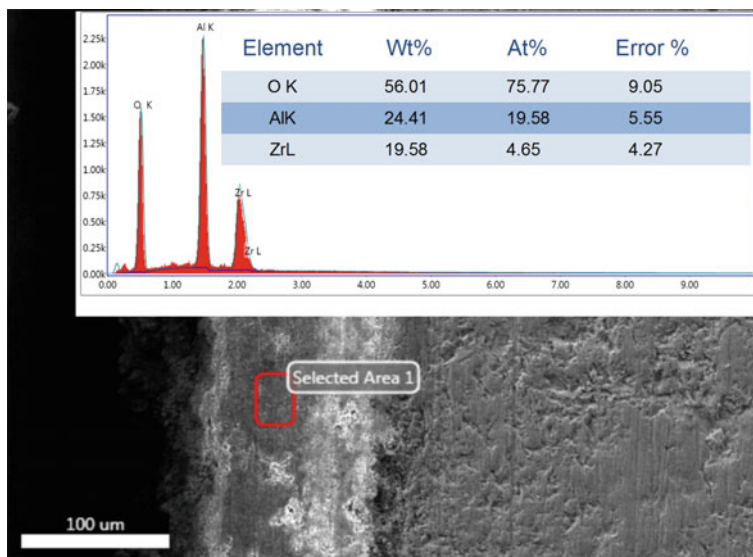 2.25k
2.00k
1.75k
1.50k
1.25k
1.00k
0.75k
0.50k
0.25k
0.00k
O K
Al K
Zr L
Zr L
0.00 1.00 2.00 3.00 4.00 5.00 6.00 7.00 8.00 9.00
Element Wt% At% Error %
O K 56.01 75.77 9.05
AlK 24.41 19.58 5.55
ZrL 19.58 4.65 4.27
Selected Area 1
100 um